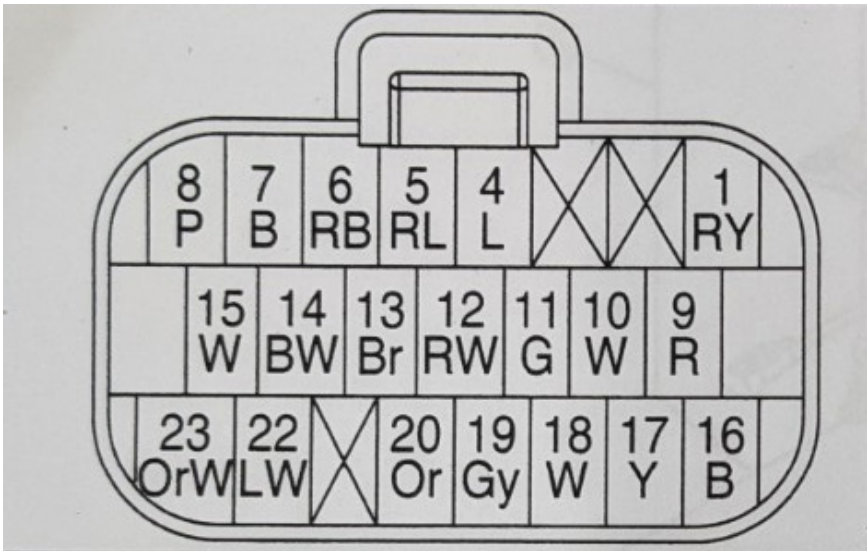 8 7 6 5 4 1
P B RB RL L RY
15 14 13 12 11 10 9
W BW Br RW G W R
23 22 20 19 18 17 16
OrW LW Or Gy W Y B